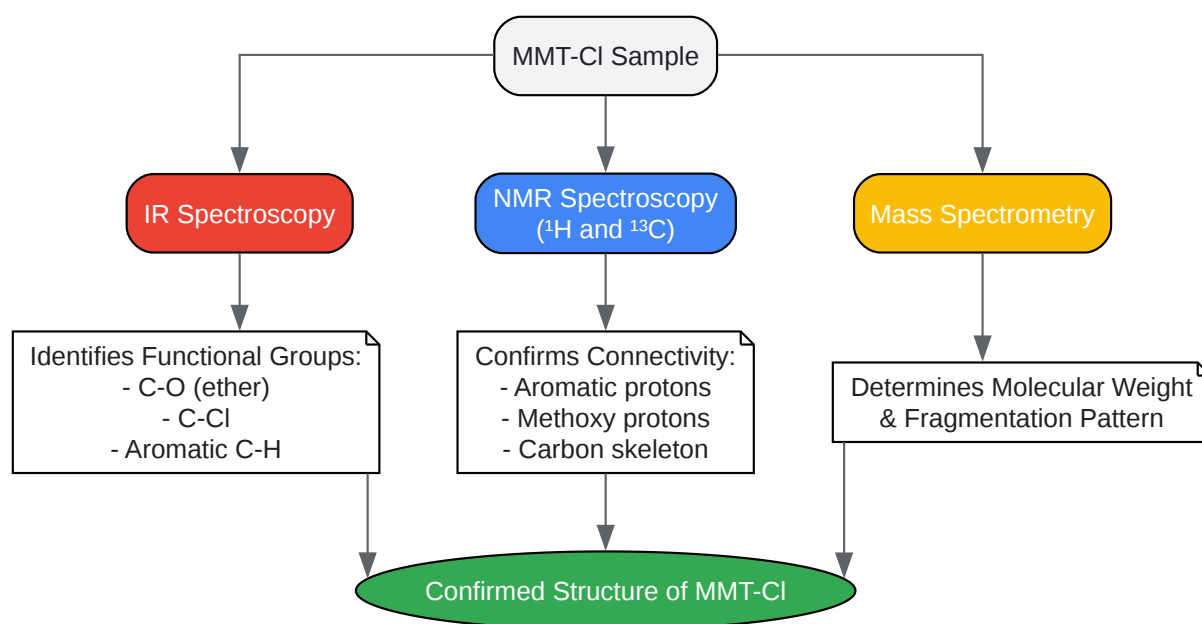 MMT-Cl Sample
IR Spectroscopy
NMR Spectroscopy
(¹H and ¹³C)
Mass Spectrometry
Identifies Functional Groups:
- C-O (ether)
- C-Cl
- Aromatic C-H
Confirms Connectivity:
- Aromatic protons
- Methoxy protons
- Carbon skeleton
Determines Molecular Weight
& Fragmentation Pattern
Confirmed Structure of MMT-Cl